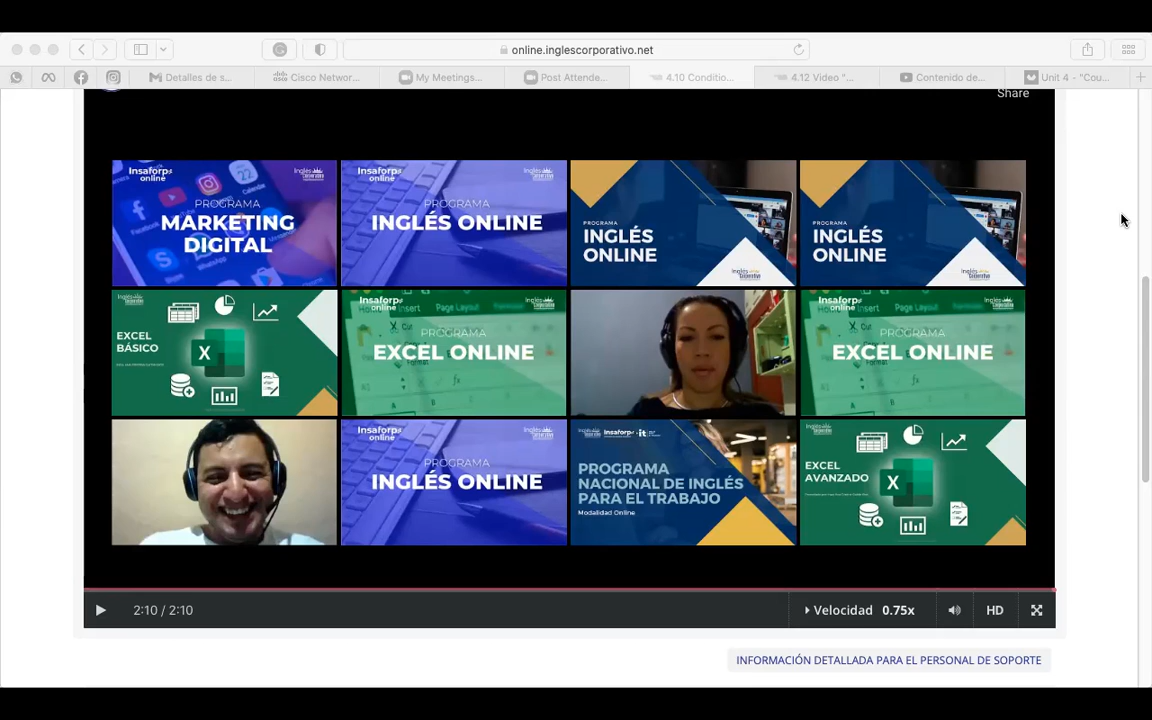 online.inglescorporativo.net
Detalles de s...
Cisco Networ...
My Meetings...
Post Attende...
4.10 Conditio...
4.12 Video "...
Contenido de...
Unit 4 - "Cou...
Share
Insaforp online
PROGRAMA
MARKETING
DIGITAL
Insaforp online
PROGRAMA
INGLÉS ONLINE
PROGRAMA
INGLÉS
ONLINE
PROGRAMA
INGLÉS
ONLINE
EXCEL
BÁSICO
X
Insaforp online
Page Layout
PROGRAMA
EXCEL ONLINE
Insaforp online
Page Layout
PROGRAMA
EXCEL ONLINE
Insaforp online
PROGRAMA
INGLÉS ONLINE
insaforp
PROGRAMA
NACIONAL DE INGLÉS
PARA EL TRABAJO
Modalidad Online
EXCEL
AVANZADO
X
2:10 / 2:10
Velocidad 0.75x
HD
INFORMACIÓN DETALLADA PARA EL PERSONAL DE SOPORTE